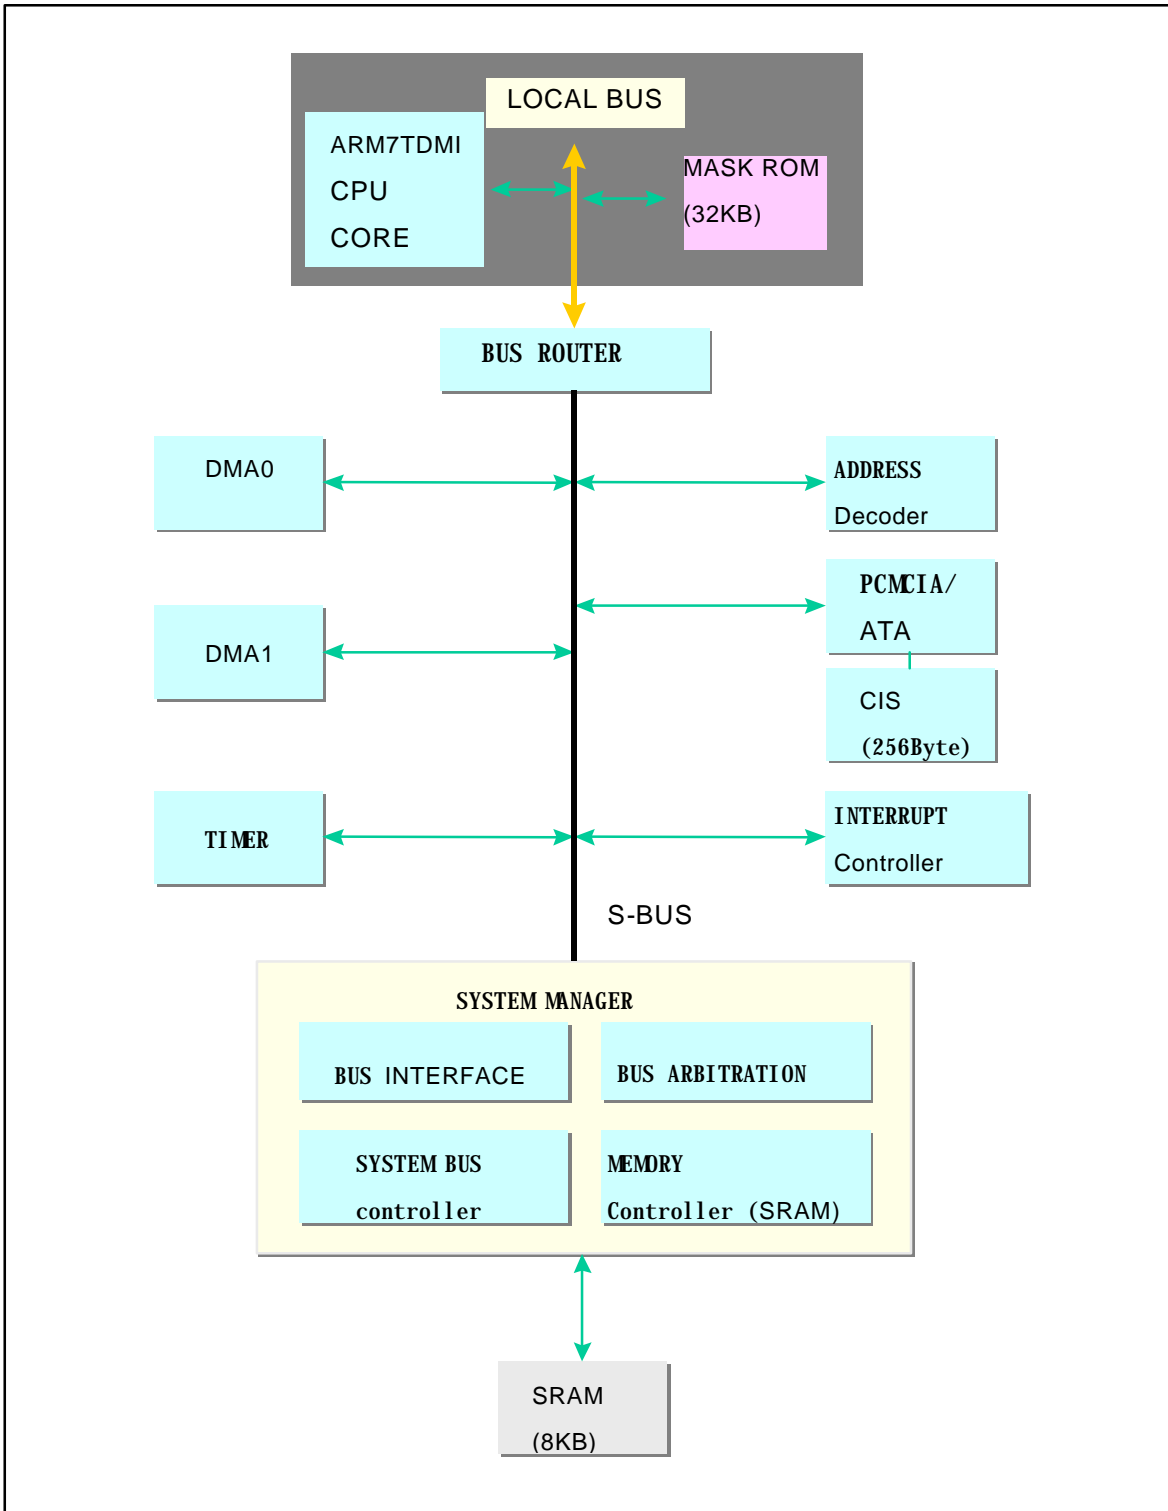 LOCAL BUS
ARM7TDMI
CPU
CORE
MASK ROM
(32KB)
BUS ROUTER
DMA0
ADDRESS
Decoder
PCMCIA/
ATA
DMA1
CIS
(256Byte)
TIMER
INTERRUPT
Controller
S-BUS
SYSTEM MANAGER
BUS INTERFACE
BUS ARBITRATION
SYSTEM BUS
controller
MEMORY
Controller (SRAM)
SRAM
(8KB)